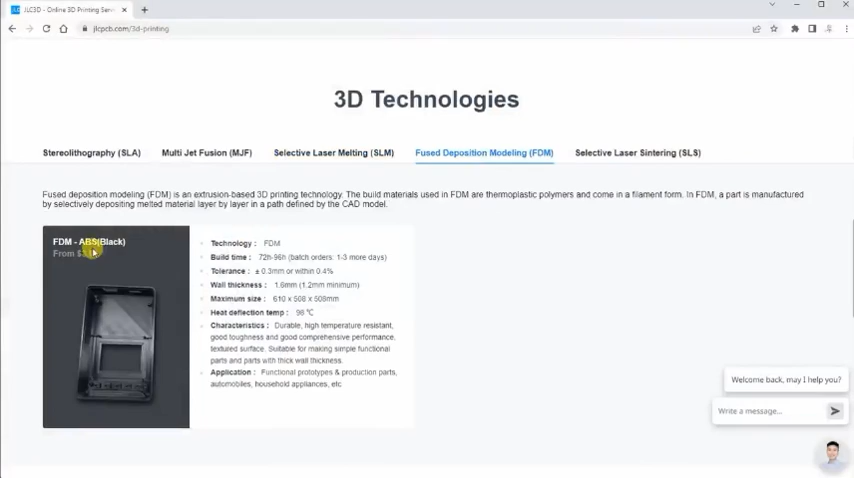 JLC3D - Online 3D Printing Serv
jlcpcb.com/3d-printing
3D Technologies
Stereolithography (SLA) Multi Jet Fusion (MJF) Selective Laser Melting (SLM) Fused Deposition Modeling (FDM) Selective Laser Sintering (SLS)
Fused deposition modeling (FDM) is an extrusion-based 3D printing technology. The build materials used in FDM are thermoplastic polymers and come in a filament form. In FDM, a part is manufactured
by selectively depositing melted material layer by layer in a path defined by the CAD model.
FDM - ABS(Black)
From
Technology : FDM
Build time : 72h-96h (batch orders: 1-3 more days)
Tolerance : ± 0.3mm or within 0.4%
Wall thickness : 1.6mm (1.2mm minimum)
Maximum size : 610 x 508 x 508mm
Heat deflection temp : 98 ℃
Characteristics : Durable, high temperature resistant,
good toughness and good comprehensive performance,
textured surface. Suitable for making simple functional
parts and parts with thick wall thickness.
Application : Functional prototypes & production parts,
automobiles, household appliances, etc
Welcome back, may I help you?
Write a message...